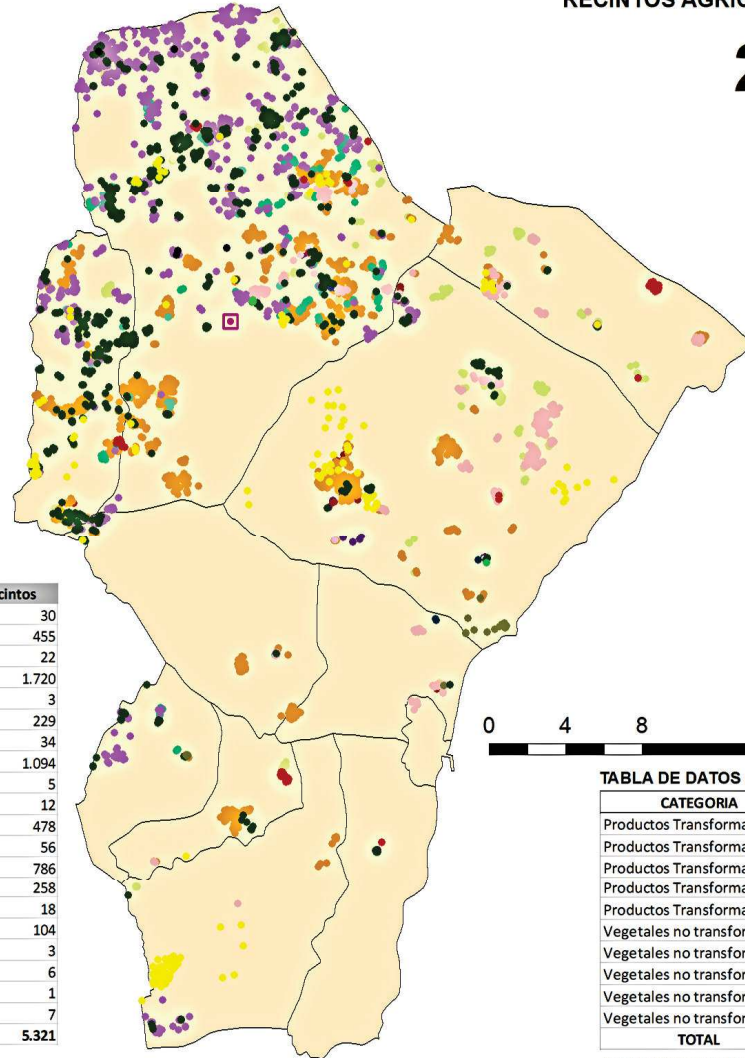 RECINTOS AGRI
cintos
30
455
22
1.720
3
229
34
1.094
5
12
478
56
786
258
18
104
3
6
1
7
5.321
0 4 8
TABLA DE DATOS
CATEGORIA
Productos Transforma
Productos Transforma
Productos Transforma
Productos Transforma
Productos Transforma
Vegetales no transfor
Vegetales no transfor
Vegetales no transfor
Vegetales no transfor
Vegetales no transfor
TOTAL